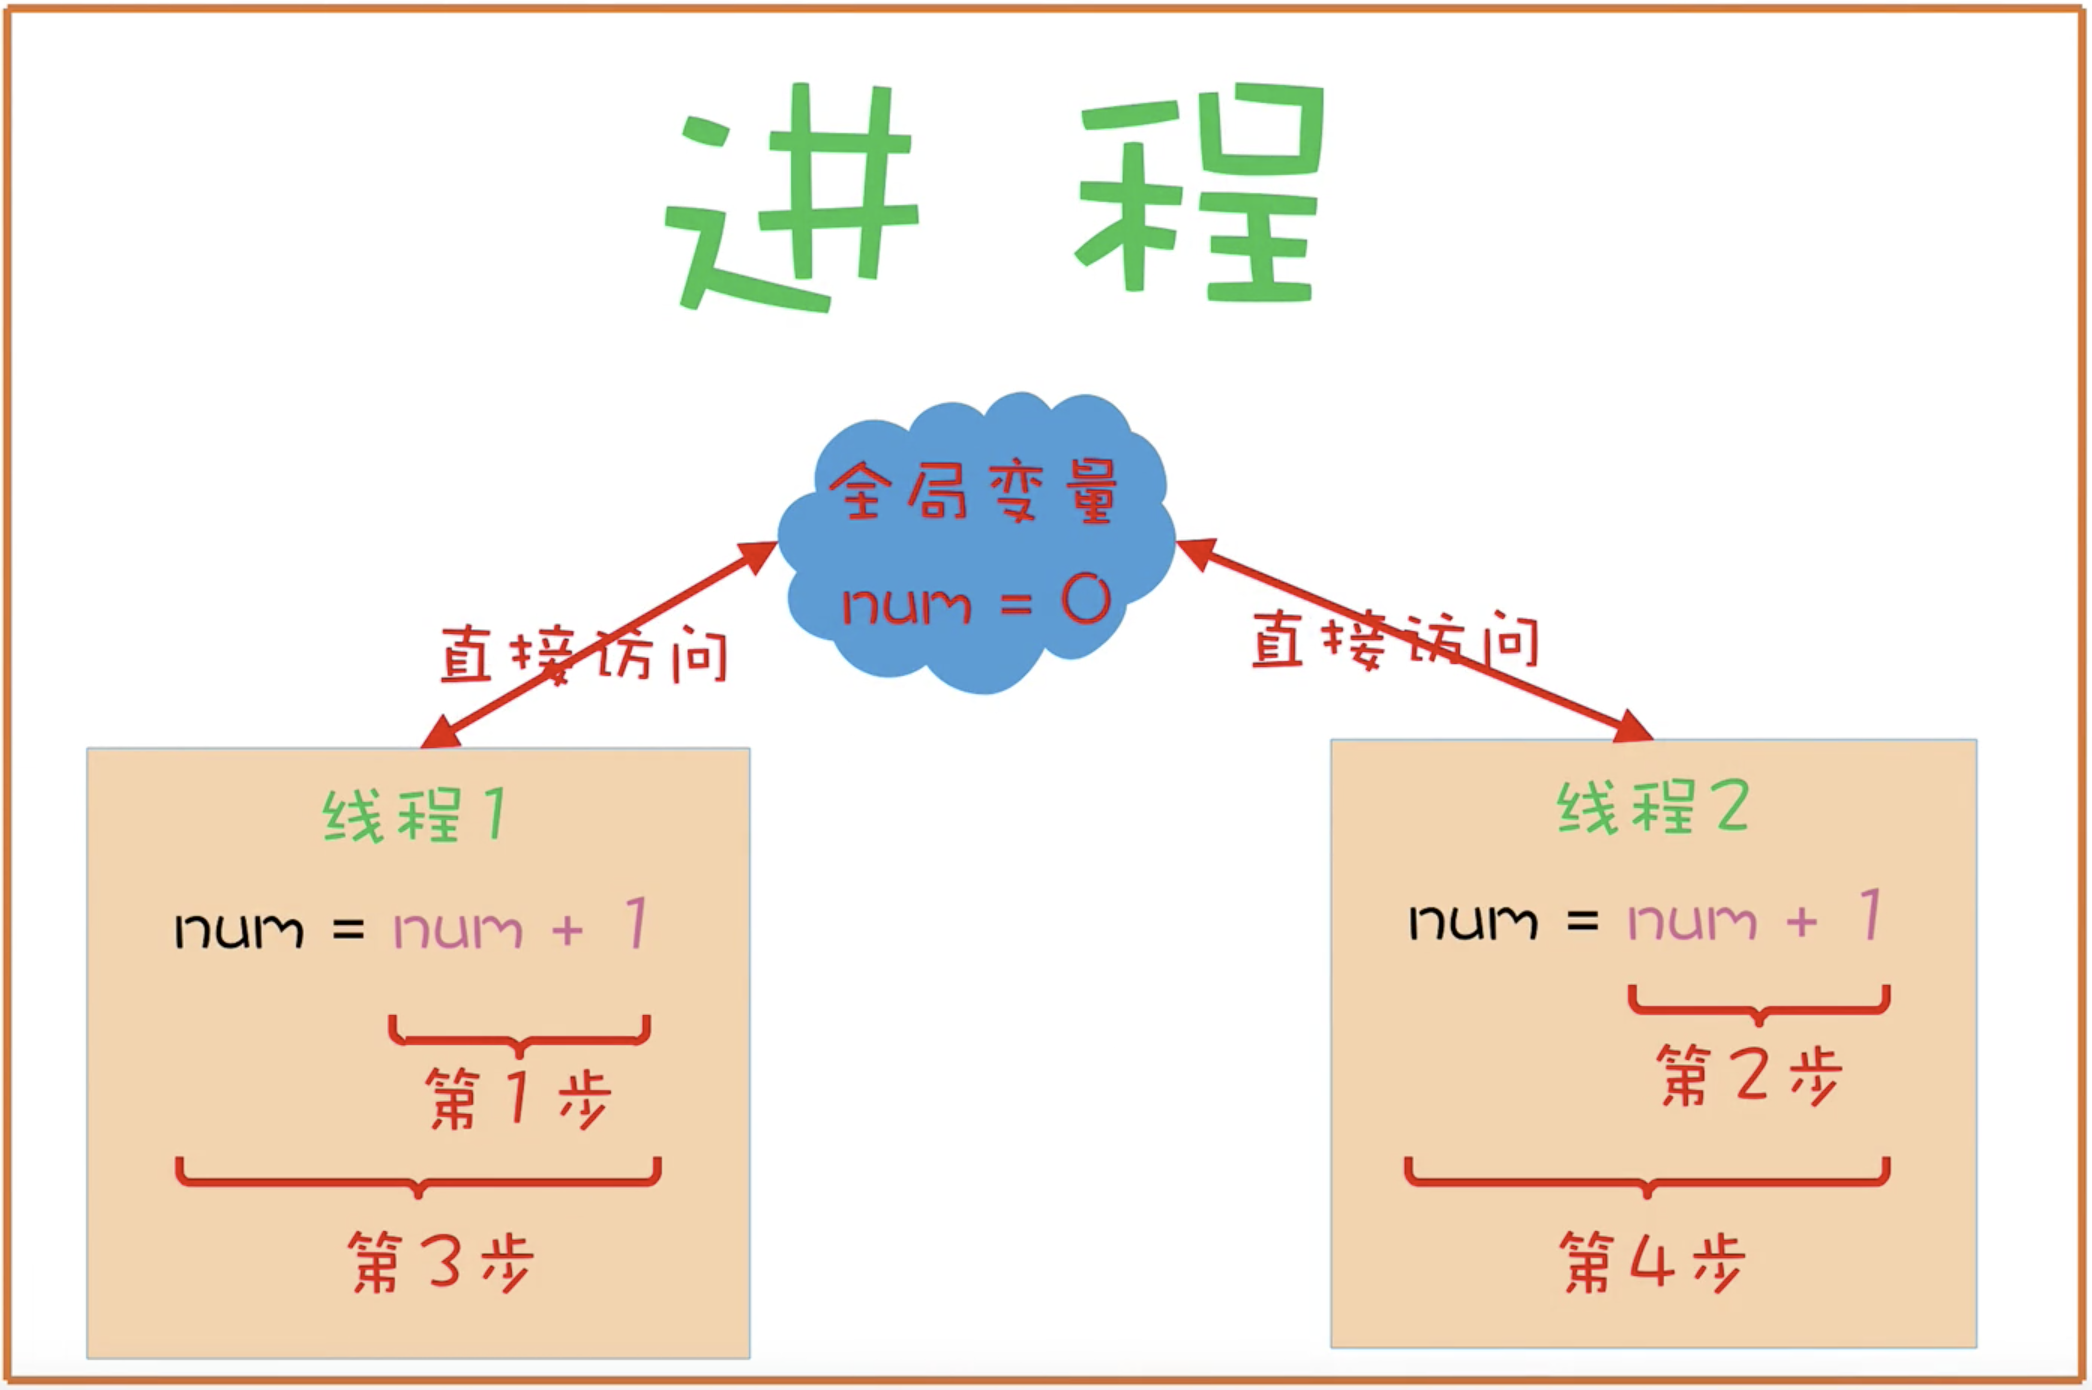 进程
全局变量
num = 0
直接访问
直接访问
线程1
num = num + 1
第1步
第3步
线程2
num = num + 1
第2步
第4步